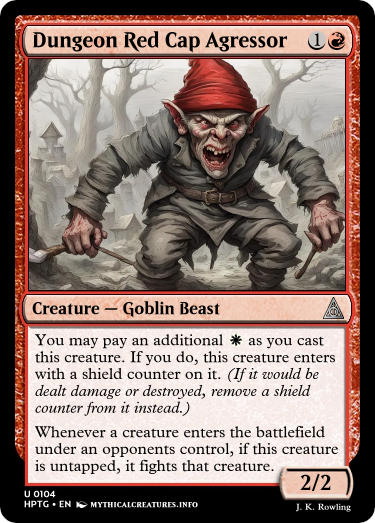 Dungeon Red Cap Agressor 1
Creature — Goblin Beast
You may pay an additional as you cast
this creature. If you do, this creature enters
with a shield counter on it. (If it would be
dealt damage or destroyed, remove a shield
counter from it instead.)
Whenever a creature enters the battlefield
under an opponents control, if this creature
is untapped, it fights that creature.
2/2
U 0104
HPTG • EN MYTHICALCREATURES.INFO
J. K. Rowling